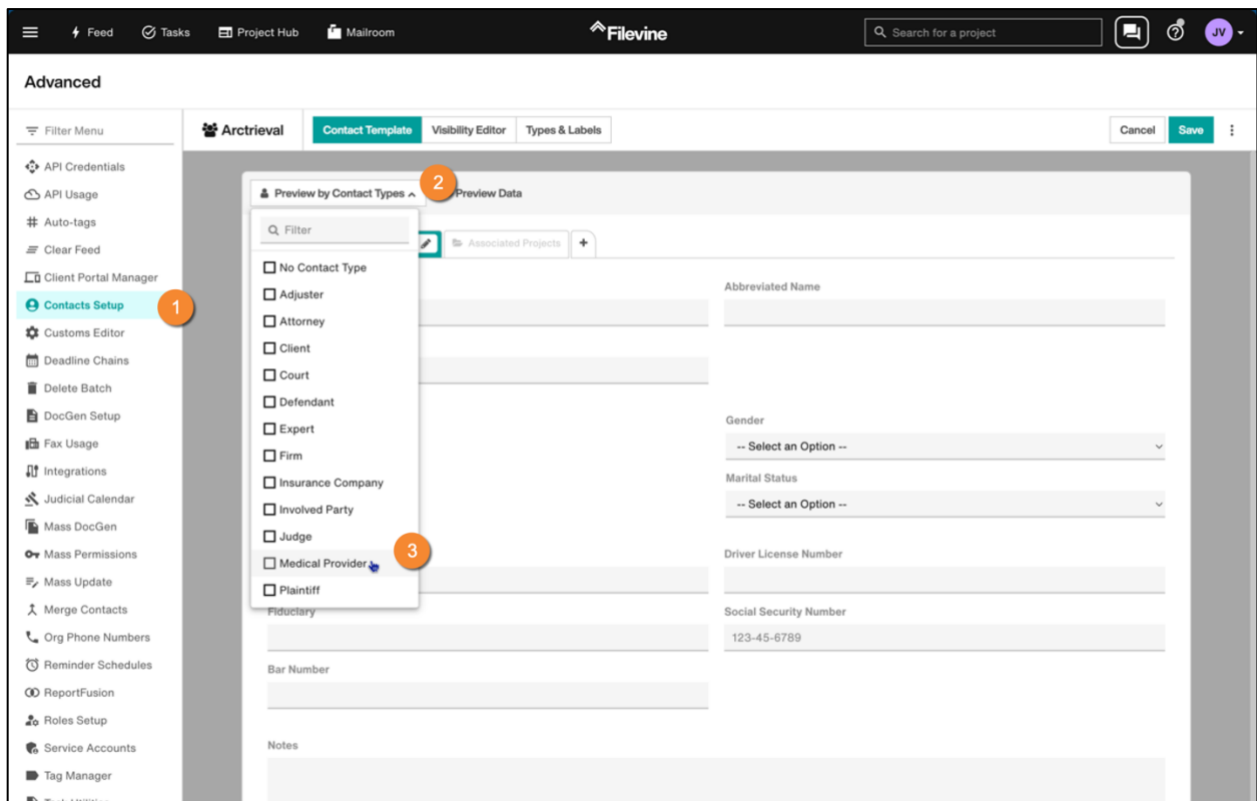 Feed Tasks Project Hub Mailroom Filevine Search for a project JV
Advanced
Filter Menu
API Credentials
API Usage
Auto-tags
Clear Feed
Client Portal Manager
Contacts Setup 1
Customs Editor
Deadline Chains
Delete Batch
DocGen Setup
Fax Usage
Integrations
Judicial Calendar
Mass DocGen
Mass Permissions
Mass Update
Merge Contacts
Org Phone Numbers
Reminder Schedules
ReportFusion
Roles Setup
Service Accounts
Tag Manager
Arctrieval Contact Template Visibility Editor Types & Labels Cancel Save
Preview by Contact Types 2 Preview Data
Filter
Associated Projects +
No Contact Type
Adjuster
Attorney
Client
Court
Defendant
Expert
Firm
Insurance Company
Involved Party
Judge
Medical Provider 3
Plaintiff
Abbreviated Name
Gender
-- Select an Option --
Marital Status
-- Select an Option --
Driver License Number
Fiduciary
Social Security Number
123-45-6789
Bar Number
Notes